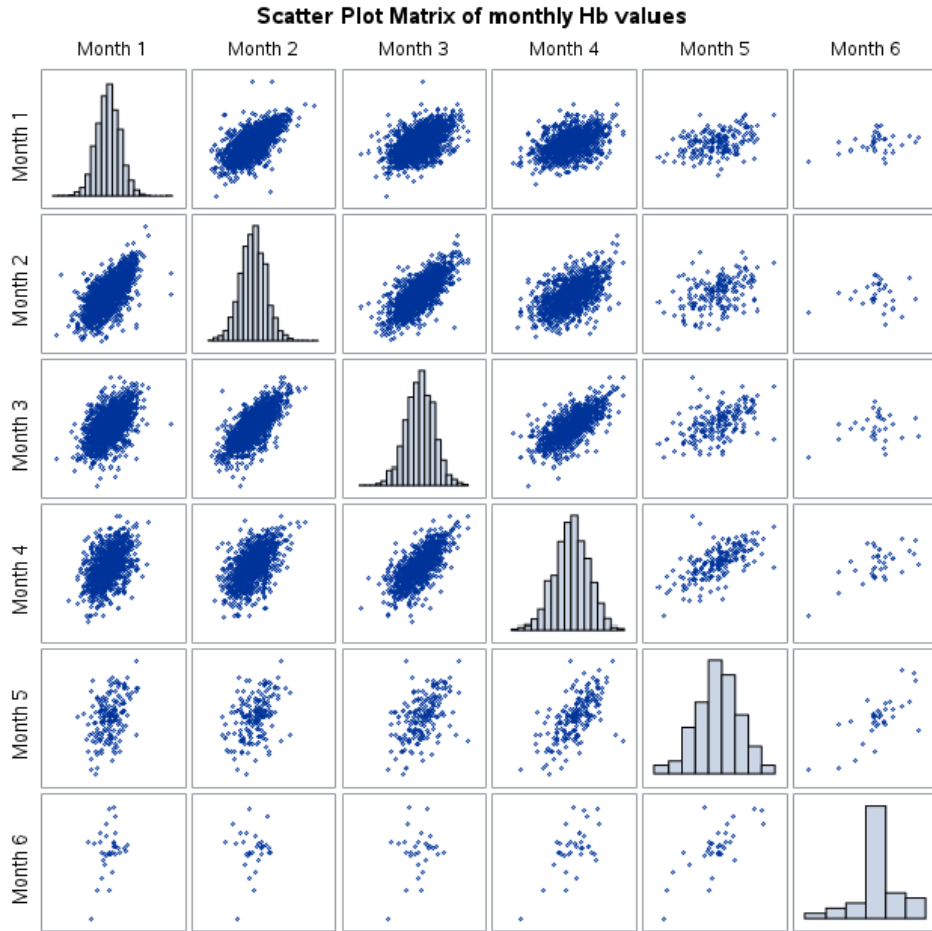 Scatter Plot Matrix of monthly Hb values
Month 1 Month 2 Month 3 Month 4 Month 5 Month 6
Month 1
Month 2
Month 3
Month 4
Month 5
Month 6